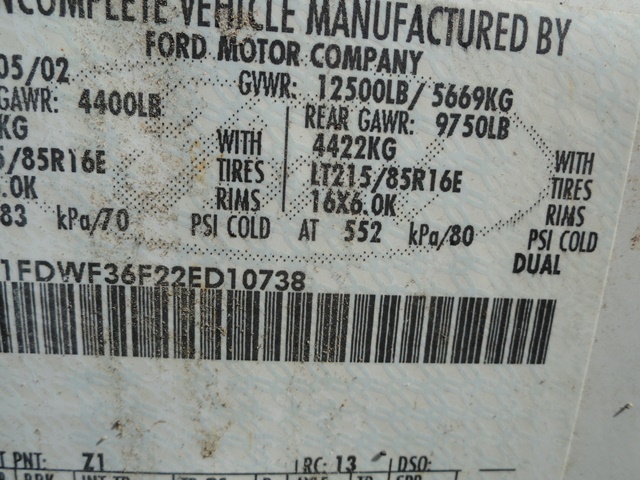 INCOMPLETE VEHICLE MANUFACTURED BY
FORD MOTOR COMPANY
05/02 GVWR: 12500LB/ 5669KG
GAWR: 4400LB REAR GAWR: 9750LB
KG WITH 4422KG WITH
5/85R16E TIRES LT215/85R16E TIRES
.0K RIMS 16X6.0K RIMS
83 kPa/70 PSI COLD AT 552 kPa/80 PSI COLD
DUAL
1FDWF36F22ED10738
T PNT: Z1 RC: 13 DSO: